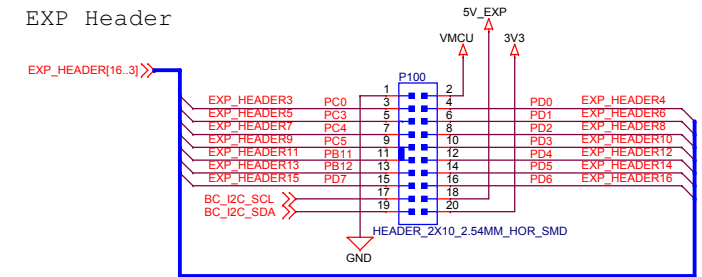 EXP Header
5V_EXP
VMCU 3V3
EXP_HEADER[16..3]
P100
1 2
EXP_HEADER3 PC0 3 4 PD0 EXP_HEADER4
EXP_HEADER5 PC3 5 6 PD1 EXP_HEADER6
EXP_HEADER7 PC4 7 8 PD2 EXP_HEADER8
EXP_HEADER9 PC5 9 10 PD3 EXP_HEADER10
EXP_HEADER11 PB11 11 12 PD4 EXP_HEADER12
EXP_HEADER13 PB12 13 14 PD5 EXP_HEADER14
EXP_HEADER15 PD7 15 16 PD6 EXP_HEADER16
BC_I2C_SCL 17 18
BC_I2C_SDA 19 20
HEADER_2X10_2.54MM_HOR_SMD
GND